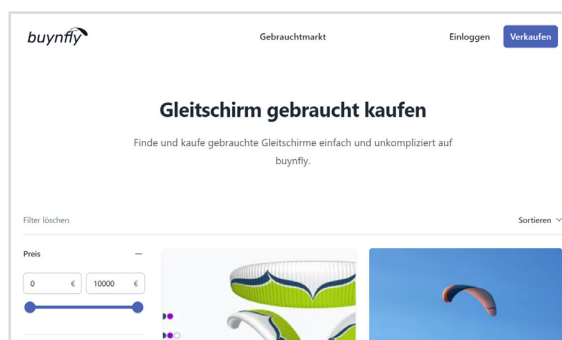 buynfly
Gebrauchtmarkt
Einloggen
Verkaufen
Gleitschirm gebraucht kaufen
Finde und kaufe gebrauchte Gleitschirme einfach und unkompliziert auf
buynfly.
Filter löschen
Sortieren
Preis
0 €
10000 €